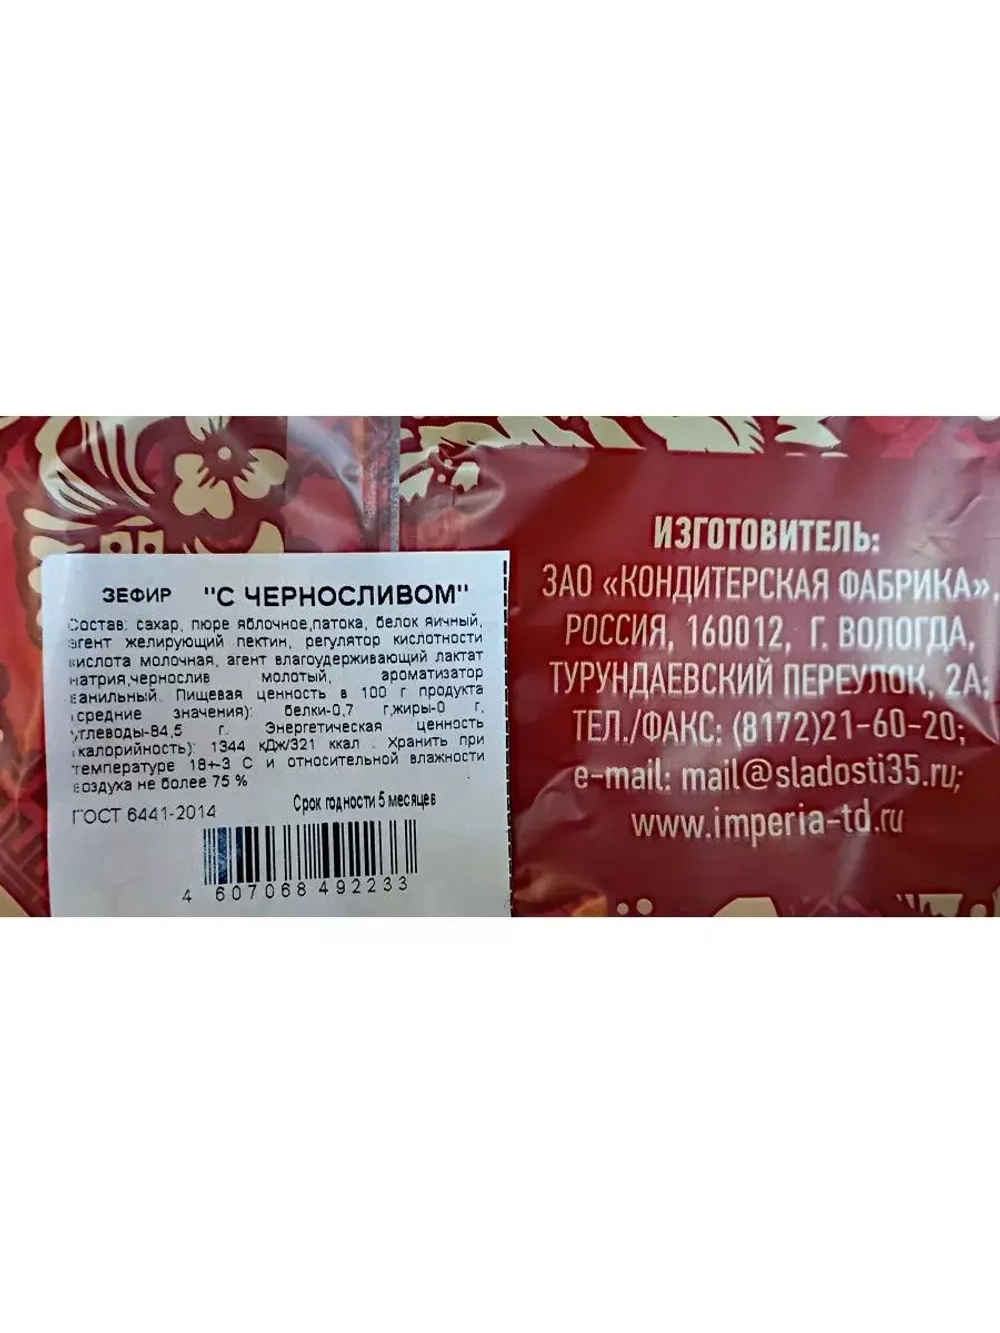 ЗЕФИР "С ЧЕРНОСЛИВОМ"
Состав: сахар, пюре яблочное,патока, белок яичный,
агент желирующий пектин, регулятор кислотности
кислота молочная, агент влагоудерживающий лактат
натрия,чернослив молотый, ароматизатор
ванильный. Пищевая ценность в 100 г продукта
(средние значения): белки-0,7 г,жиры-0 г,
углеводы-84,5 г. Энергетическая ценность
(калорийность): 1344 кДж/321 ккал . Хранить при
температуре 18+-3 С и относительной влажности
воздуха не более 75 %
ГОСТ 6441-2014
Срок годности 5 месяцев
4 607068 492233
ИЗГОТОВИТЕЛЬ:
ЗАО «КОНДИТЕРСКАЯ ФАБРИКА»,
РОССИЯ, 160012, Г. ВОЛОГДА,
ТУРУНДАЕВСКИЙ ПЕРЕУЛОК, 2А;
ТЕЛ./ФАКС: (8172)21-60-20;
e-mail: mail@sladosti35.ru;
www.imperia-td.ru